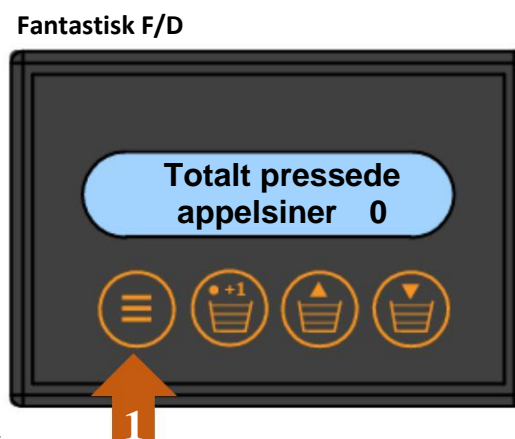 Fantastisk F/D
Totalt pressede
appelsiner 0
+1
1